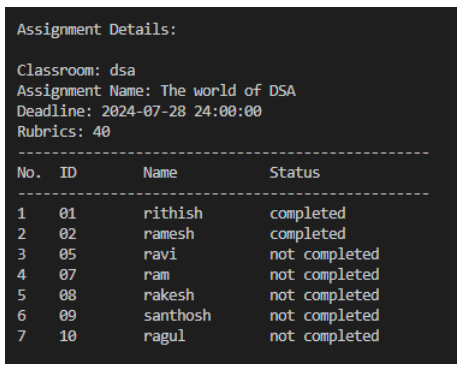 Assignment Details:
Classroom: dsa
Assignment Name: The world of DSA
Deadline: 2024-07-28 24:00:00
Rubrics: 40
-------------------------------------------------
No.  ID        Name           Status
-------------------------------------------------
1    01        rithish        completed
2    02        ramesh         completed
3    05        ravi           not completed
4    07        ram            not completed
5    08        rakesh         not completed
6    09        santhosh       not completed
7    10        ragul          not completed